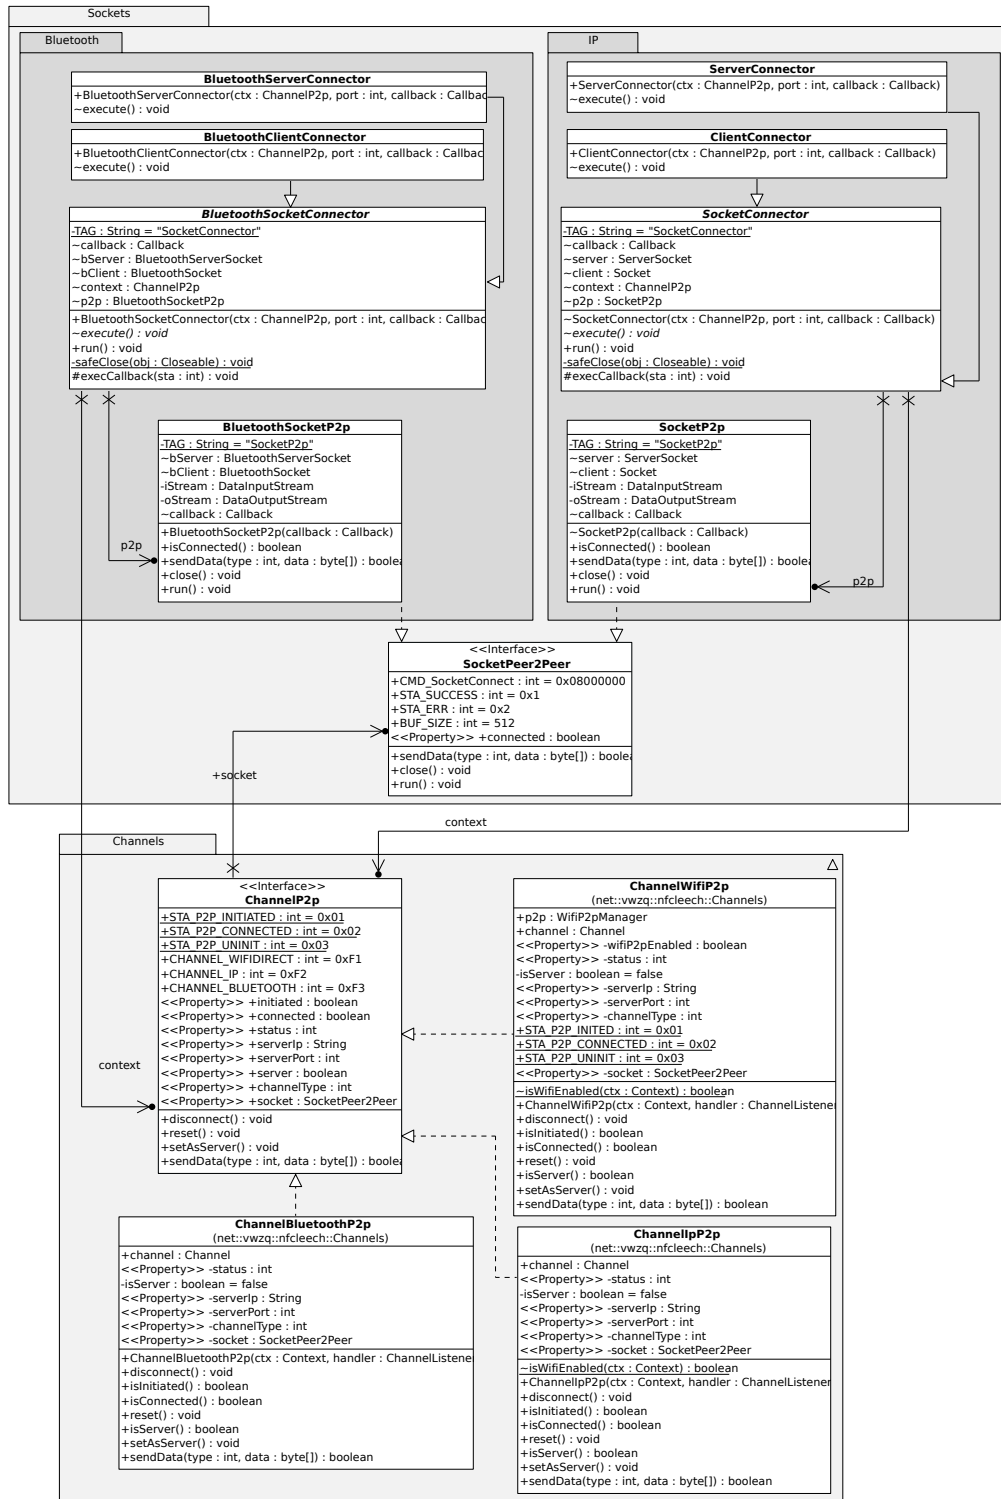 Sockets
Bluetooth
BluetoothServerConnector
+BluetoothServerConnector(ctx : ChannelP2p, port : int, callback : Callbac
~execute() : void
BluetoothClientConnector
+BluetoothClientConnector(ctx : ChannelP2p, port : int, callback : Callbac
~execute() : void
BluetoothSocketConnector
-TAG : String = "SocketConnector"
~callback : Callback
~bServer : BluetoothServerSocket
~bClient : BluetoothSocket
~context : ChannelP2p
~p2p : BluetoothSocketP2p
+BluetoothSocketConnector(ctx : ChannelP2p, port : int, callback : Callbac
~execute() : void
+run() : void
-safeClose(obj : Closeable) : void
#execCallback(sta : int) : void
BluetoothSocketP2p
-TAG : String = "SocketP2p"
~bServer : BluetoothServerSocket
~bClient : BluetoothSocket
-iStream : DataInputStream
-oStream : DataOutputStream
~callback : Callback
+BluetoothSocketP2p(callback : Callback)
+isConnected() : boolean
+sendData(type : int, data : byte[]) : boolea
+close() : void
+run() : void
p2p
IP
ServerConnector
+ServerConnector(ctx : ChannelP2p, port : int, callback : Callback)
~execute() : void
ClientConnector
+ClientConnector(ctx : ChannelP2p, port : int, callback : Callback)
~execute() : void
SocketConnector
-TAG : String = "SocketConnector"
~callback : Callback
~server : ServerSocket
~client : Socket
~context : ChannelP2p
~p2p : SocketP2p
~SocketConnector(ctx : ChannelP2p, port : int, callback : Callback)
~execute() : void
+run() : void
-safeClose(obj : Closeable) : void
#execCallback(sta : int) : void
SocketP2p
-TAG : String = "SocketP2p"
~server : ServerSocket
~client : Socket
-iStream : DataInputStream
-oStream : DataOutputStream
~callback : Callback
~SocketP2p(callback : Callback)
+isConnected() : boolean
+sendData(type : int, data : byte[]) : boolea
+close() : void
+run() : void
p2p
<<Interface>>
SocketPeer2Peer
+CMD_SocketConnect : int = 0x08000000
+STA_SUCCESS : int = 0x1
+STA_ERR : int = 0x2
+BUF_SIZE : int = 512
<<Property>> +connected : boolean
+sendData(type : int, data : byte[]) : boolea
+close() : void
+run() : void
+socket
context
Channels
<<Interface>>
ChannelP2p
+STA_P2P_INITIATED : int = 0x01
+STA_P2P_CONNECTED : int = 0x02
+STA_P2P_UNINIT : int = 0x03
+CHANNEL_WIFIDIRECT : int = 0xF1
+CHANNEL_IP : int = 0xF2
+CHANNEL_BLUETOOTH : int = 0xF3
<<Property>> +initiated : boolean
<<Property>> +connected : boolean
<<Property>> +status : int
<<Property>> +serverIp : String
<<Property>> +serverPort : int
<<Property>> +server : boolean
<<Property>> +channelType : int
<<Property>> +socket : SocketPeer2Peer
+disconnect() : void
+reset() : void
+setAsServer() : void
+sendData(type : int, data : byte[]) : boolea
context
ChannelWifiP2p
(net::vwzq::nfcleech::Channels)
+p2p : WifiP2pManager
+channel : Channel
<<Property>> -wifiP2pEnabled : boolean
<<Property>> -status : int
-isServer : boolean = false
<<Property>> -serverIp : String
<<Property>> -serverPort : int
<<Property>> -channelType : int
+STA_P2P_INITED : int = 0x01
+STA_P2P_CONNECTED : int = 0x02
+STA_P2P_UNINIT : int = 0x03
<<Property>> -socket : SocketPeer2Peer
~isWifiEnabled(ctx : Context) : boolean
+ChannelWifiP2p(ctx : Context, handler : ChannelListener
+disconnect() : void
+isInitiated() : boolean
+isConnected() : boolean
+reset() : void
+isServer() : boolean
+setAsServer() : void
+sendData(type : int, data : byte[]) : boolean
ChannelBluetoothP2p
(net::vwzq::nfcleech::Channels)
+channel : Channel
<<Property>> -status : int
-isServer : boolean = false
<<Property>> -serverIp : String
<<Property>> -serverPort : int
<<Property>> -channelType : int
<<Property>> -socket : SocketPeer2Peer
+ChannelBluetoothP2p(ctx : Context, handler : ChannelListene
+disconnect() : void
+isInitiated() : boolean
+isConnected() : boolean
+reset() : void
+isServer() : boolean
+setAsServer() : void
+sendData(type : int, data : byte[]) : boolean
ChannelIpP2p
(net::vwzq::nfcleech::Channels)
+channel : Channel
<<Property>> -status : int
-isServer : boolean = false
<<Property>> -serverIp : String
<<Property>> -serverPort : int
<<Property>> -channelType : int
<<Property>> -socket : SocketPeer2Peer
~isWifiEnabled(ctx : Context) : boolean
+ChannelIpP2p(ctx : Context, handler : ChannelListener
+disconnect() : void
+isInitiated() : boolean
+isConnected() : boolean
+reset() : void
+isServer() : boolean
+setAsServer() : void
+sendData(type : int, data : byte[]) : boolean